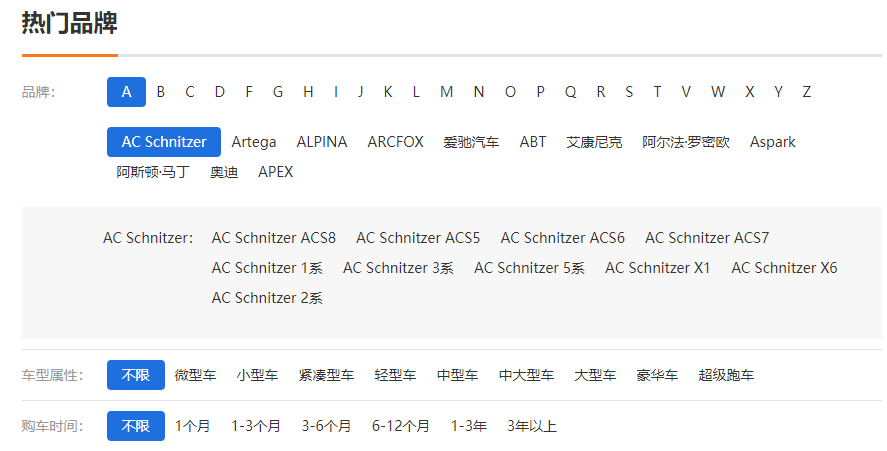 热门品牌
品牌： A B C D F G H I J K L M N O P Q R S T V W X Y Z
AC Schnitzer Artega ALPINA ARCFOX 爱驰汽车 ABT 艾康尼克 阿尔法·罗密欧 Aspark
阿斯顿·马丁 奥迪 APEX
AC Schnitzer： AC Schnitzer ACS8 AC Schnitzer ACS5 AC Schnitzer ACS6 AC Schnitzer ACS7
AC Schnitzer 1系 AC Schnitzer 3系 AC Schnitzer 5系 AC Schnitzer X1 AC Schnitzer X6
AC Schnitzer 2系
车型属性： 不限 微型车 小型车 紧凑型车 轻型车 中型车 中大型车 大型车 豪华车 超级跑车
购车时间： 不限 1个月 1-3个月 3-6个月 6-12个月 1-3年 3年以上